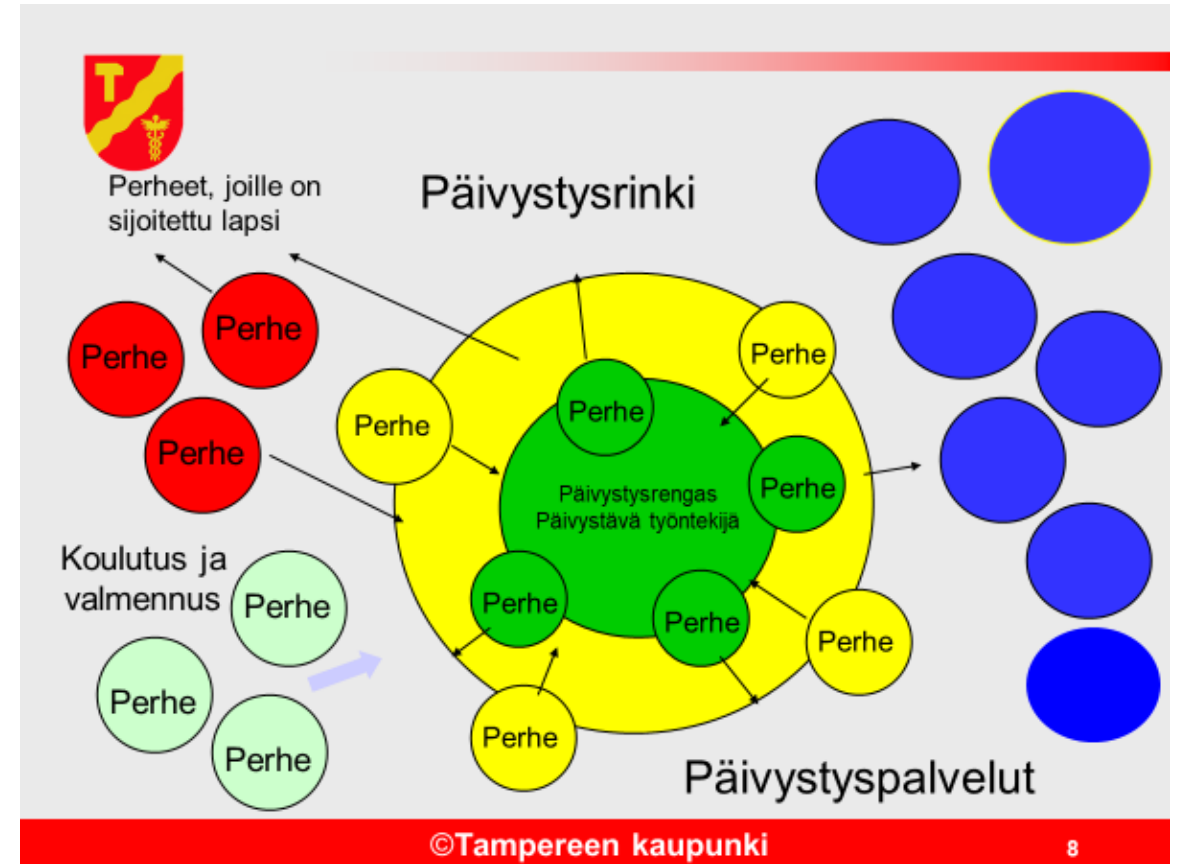 T
Perheet, joille on
sijoitettu lapsi
Päivystysrinki
Perhe
Perhe
Perhe
Perhe
Perhe
Perhe
Perhe
Päivystysrengas
Päivystävä työntekijä
Koulutus ja
valmennus
Perhe
Perhe
Perhe
Perhe
Perhe
Perhe
Perhe
Perhe
Päivystyspalvelut
©Tampereen kaupunki
8